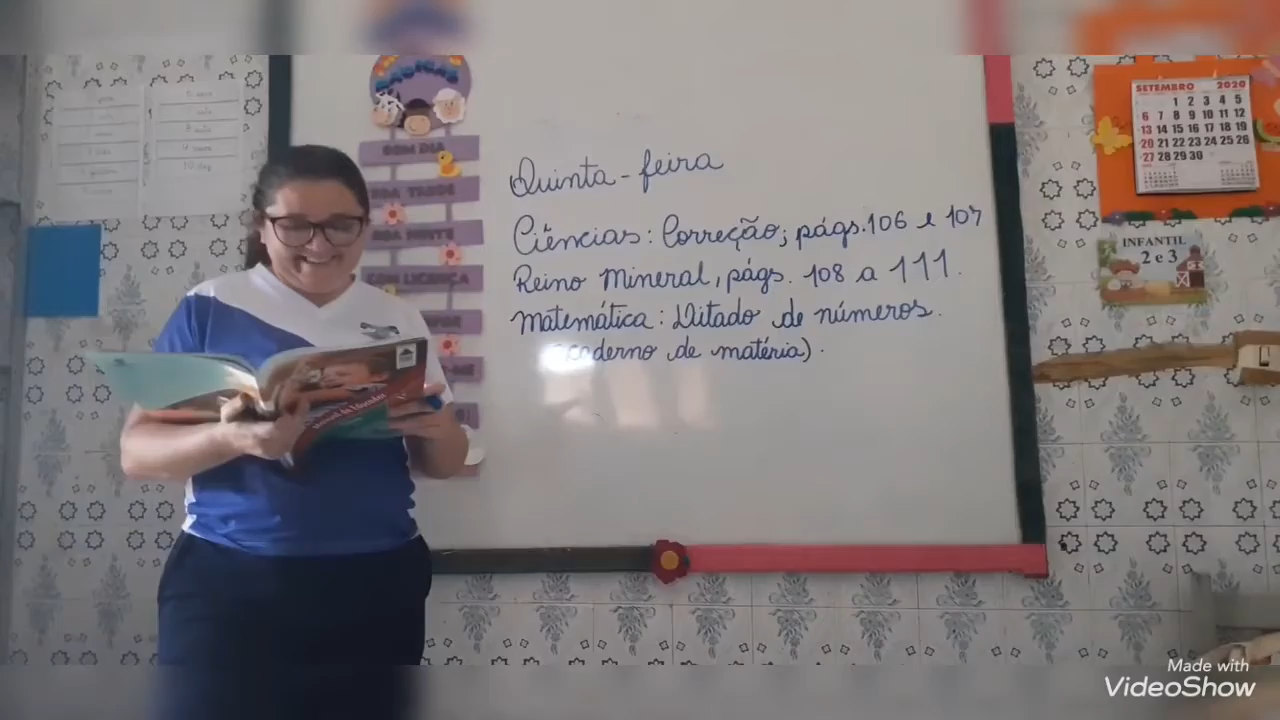 BOM DIA
BOA TARDE
BOA NOITE
COM LICENÇA
Quinta-feira
Ciências: Correção; págs. 106 e 107
Reino Mineral, págs. 108 a 111.
Matemática: Ditado de números.
(caderno de matéria).
SETEMBRO 2020
1 2 3 4 5
6 7 8 9 10 11 12
13 14 15 16 17 18 19
20 21 22 23 24 25 26
27 28 29 30
INFANTIL
2 e 3
Manual do Educador
Made with
VideoShow